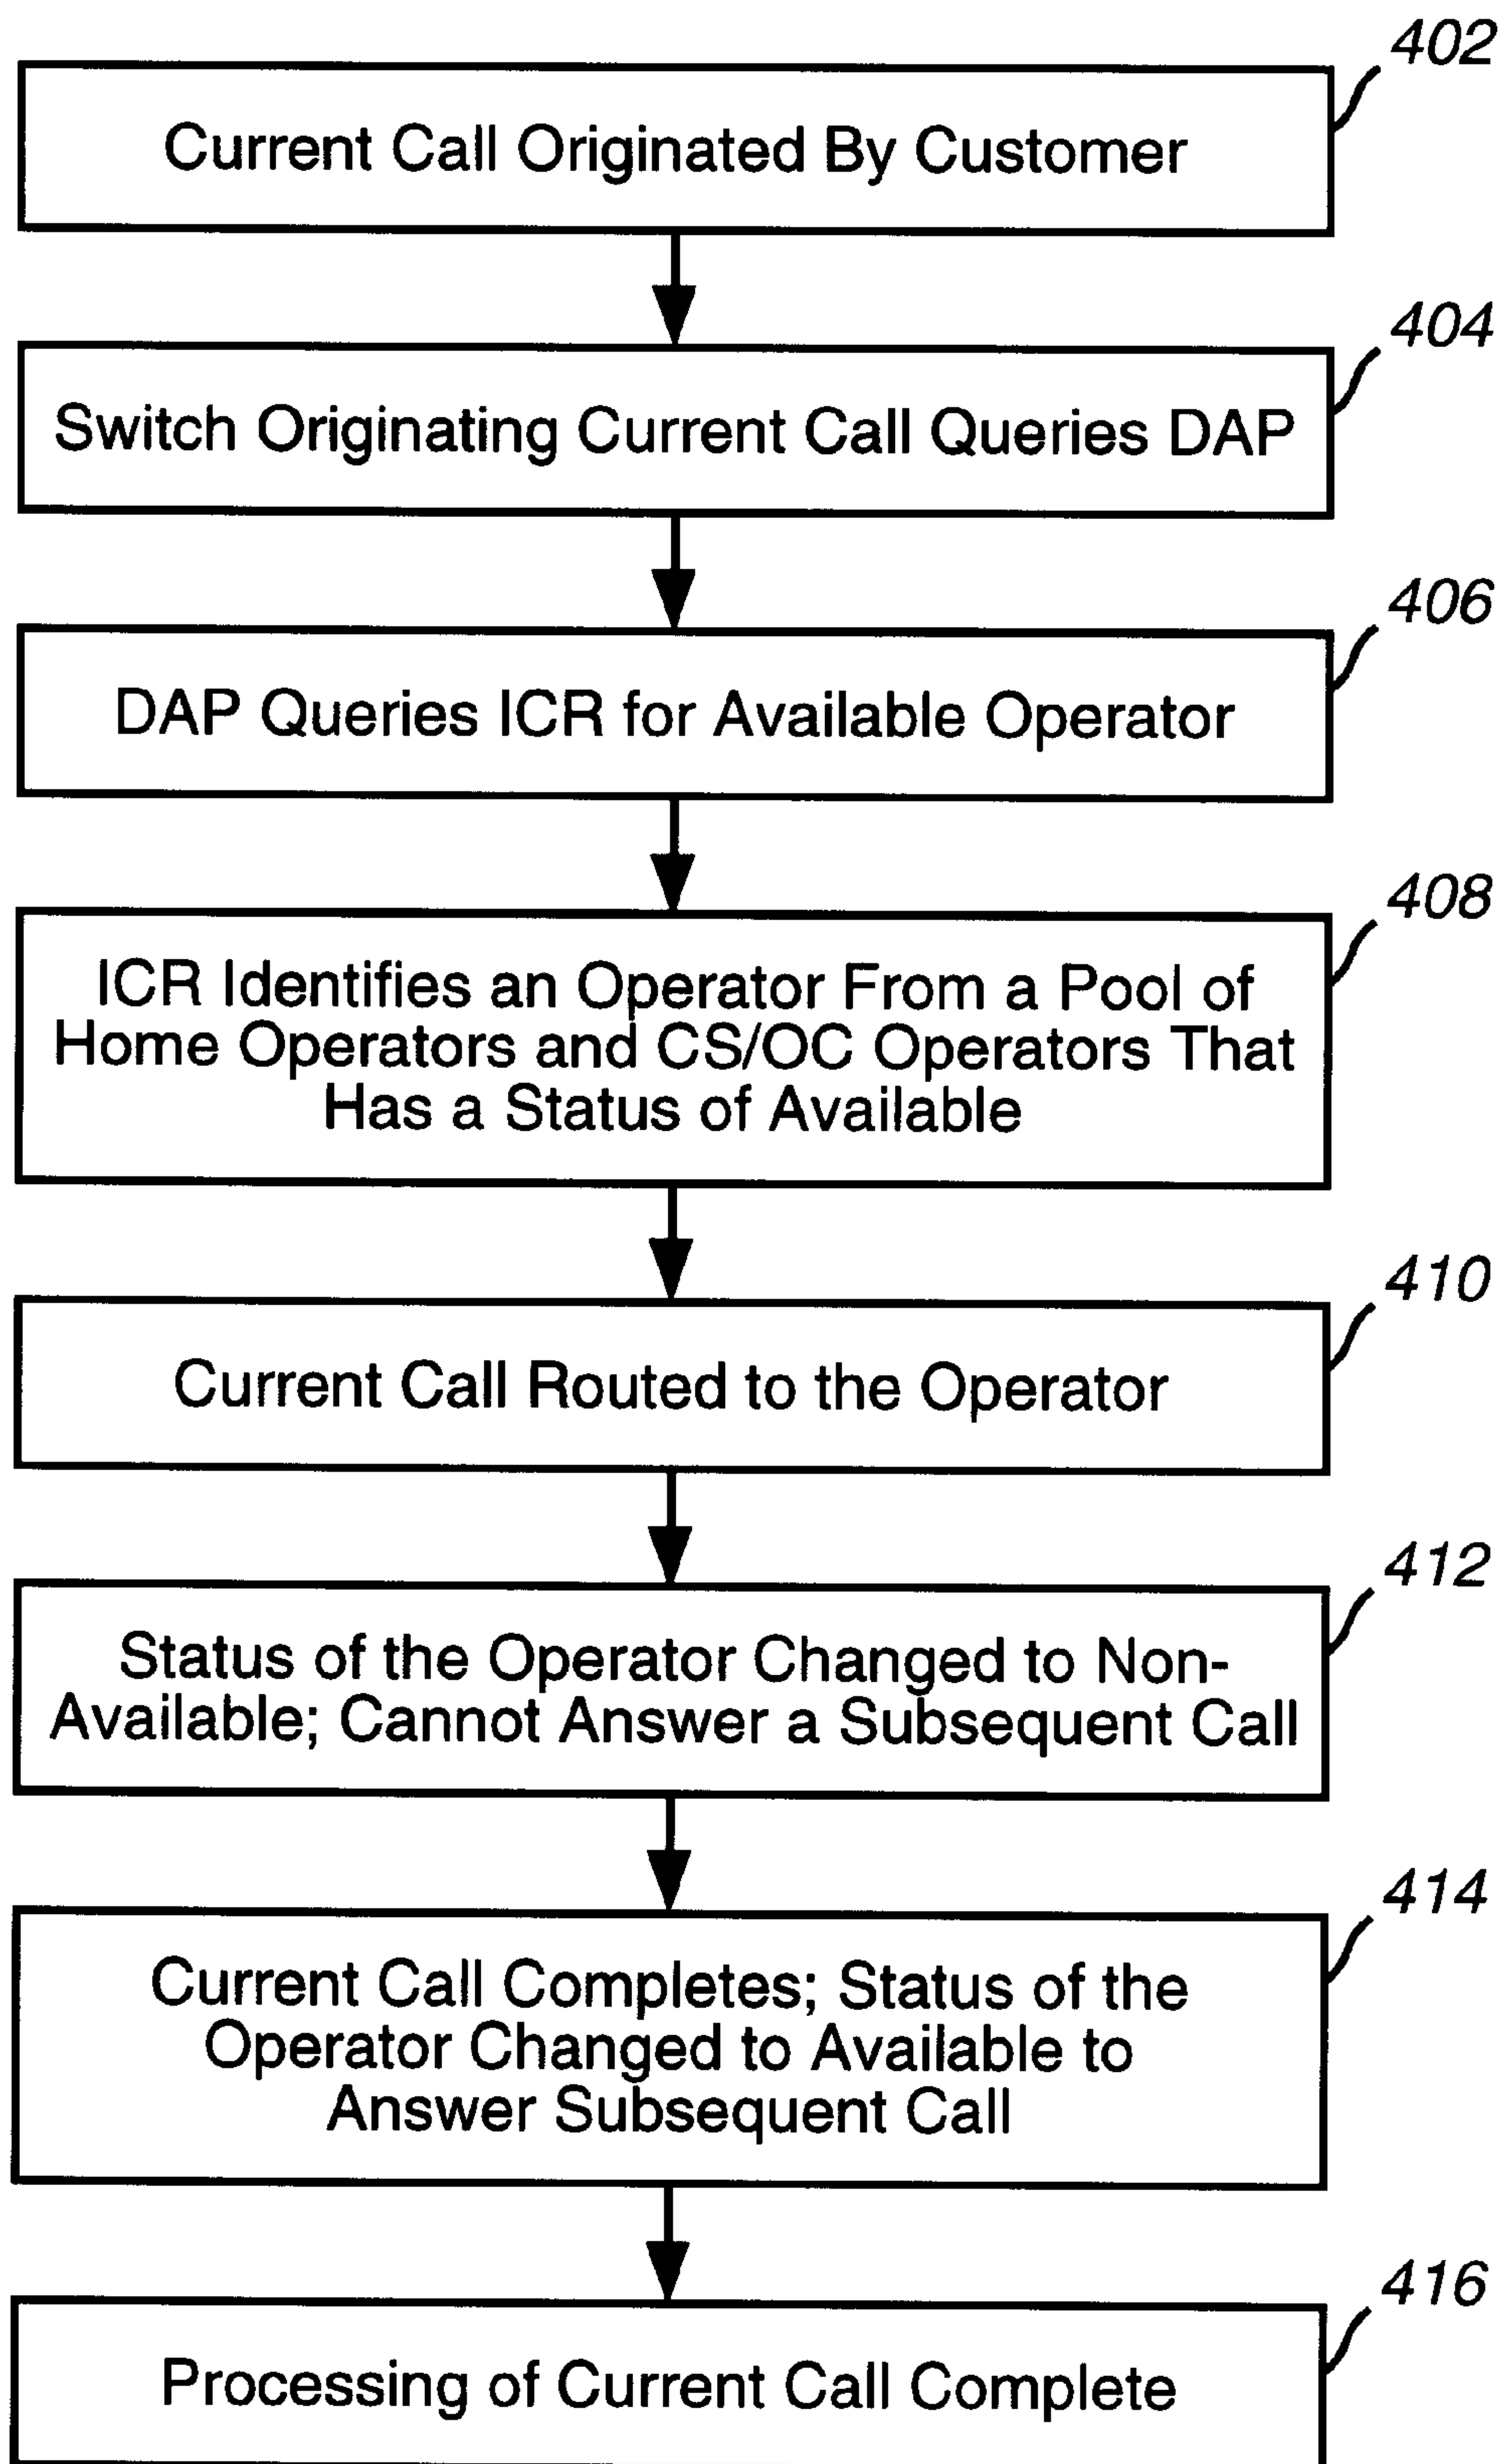 402
Current Call Originated By Customer
404
Switch Originating Current Call Queries DAP
406
DAP Queries ICR for Available Operator
408
ICR Identifies an Operator From a Pool of
Home Operators and CS/OC Operators That
Has a Status of Available
410
Current Call Routed to the Operator
412
Status of the Operator Changed to Non-
Available; Cannot Answer a Subsequent Call
414
Current Call Completes; Status of the
Operator Changed to Available to
Answer Subsequent Call
416
Processing of Current Call Complete